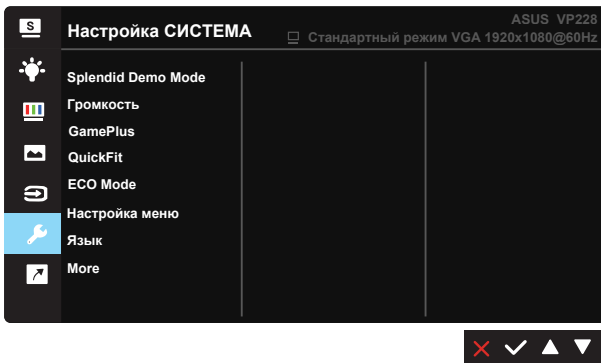 S
Настройка СИСТЕМА
ASUS VP228
Стандартный режим VGA 1920x1080@60Hz
Splendid Demo Mode
Громкость
GamePlus
QuickFit
ECO Mode
Настройка меню
Язык
More